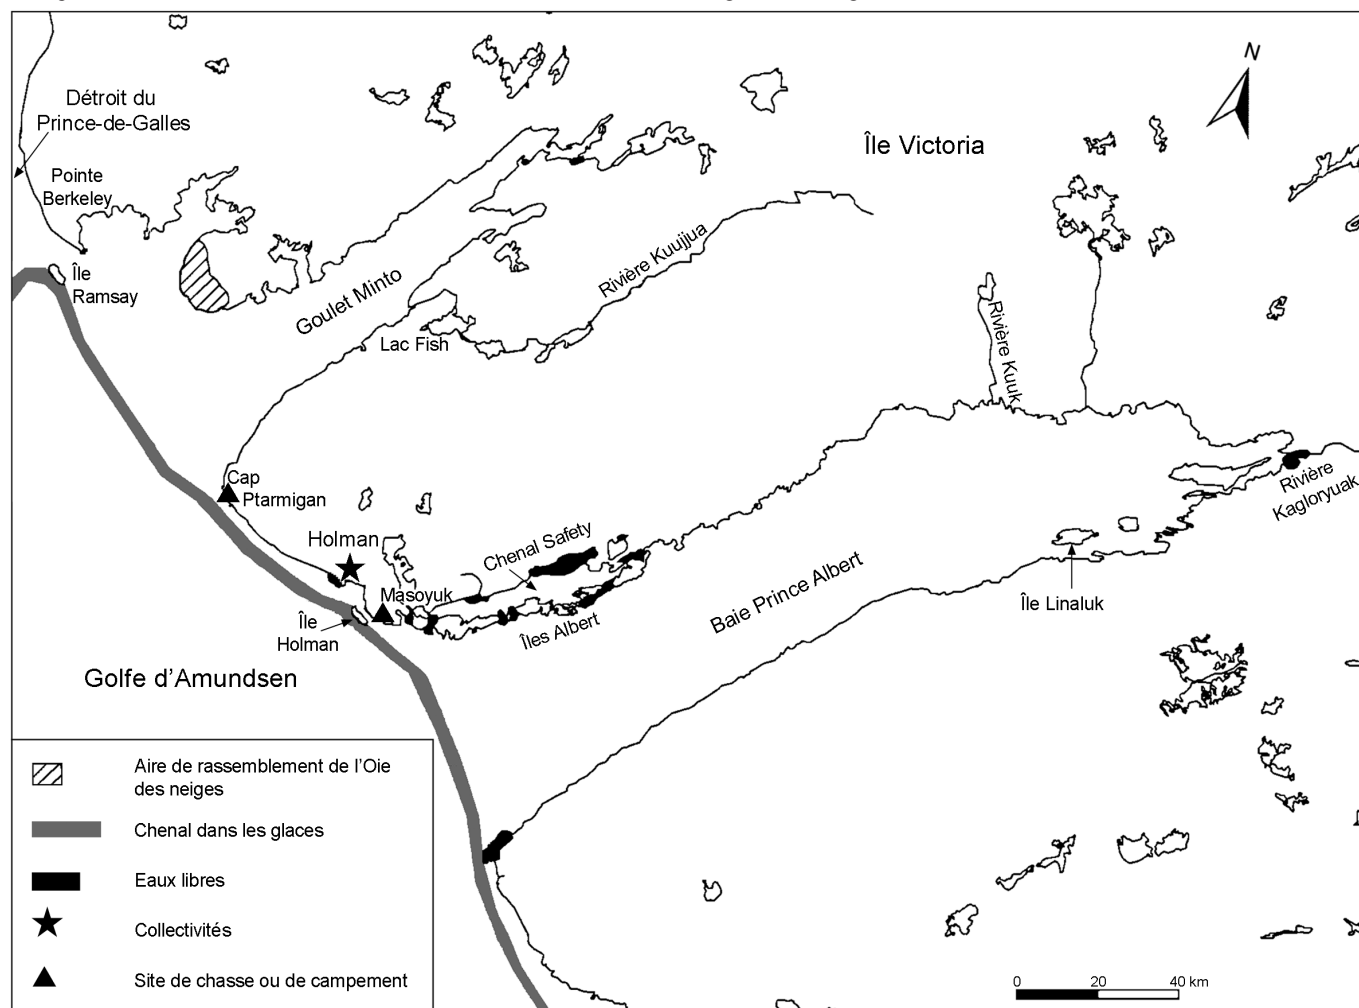 N
Détroit du
Prince-de-Galles
Île Victoria
Pointe
Berkeley
Île
Ramsay
Goulet Minto
Rivière Kuujjua
Lac Fish
Rivière Kuuk
Cap
Ptarmigan
Holman
Chenal Safety
Masoyuk
Île
Holman
Îles Albert
Baie Prince Albert
Île Linaluk
Rivière
Kagloryuak
Golfe d’Amundsen
Aire de rassemblement de l’Oie
des neiges
Chenal dans les glaces
Eaux libres
Collectivités
Site de chasse ou de campement
0 20 40 km